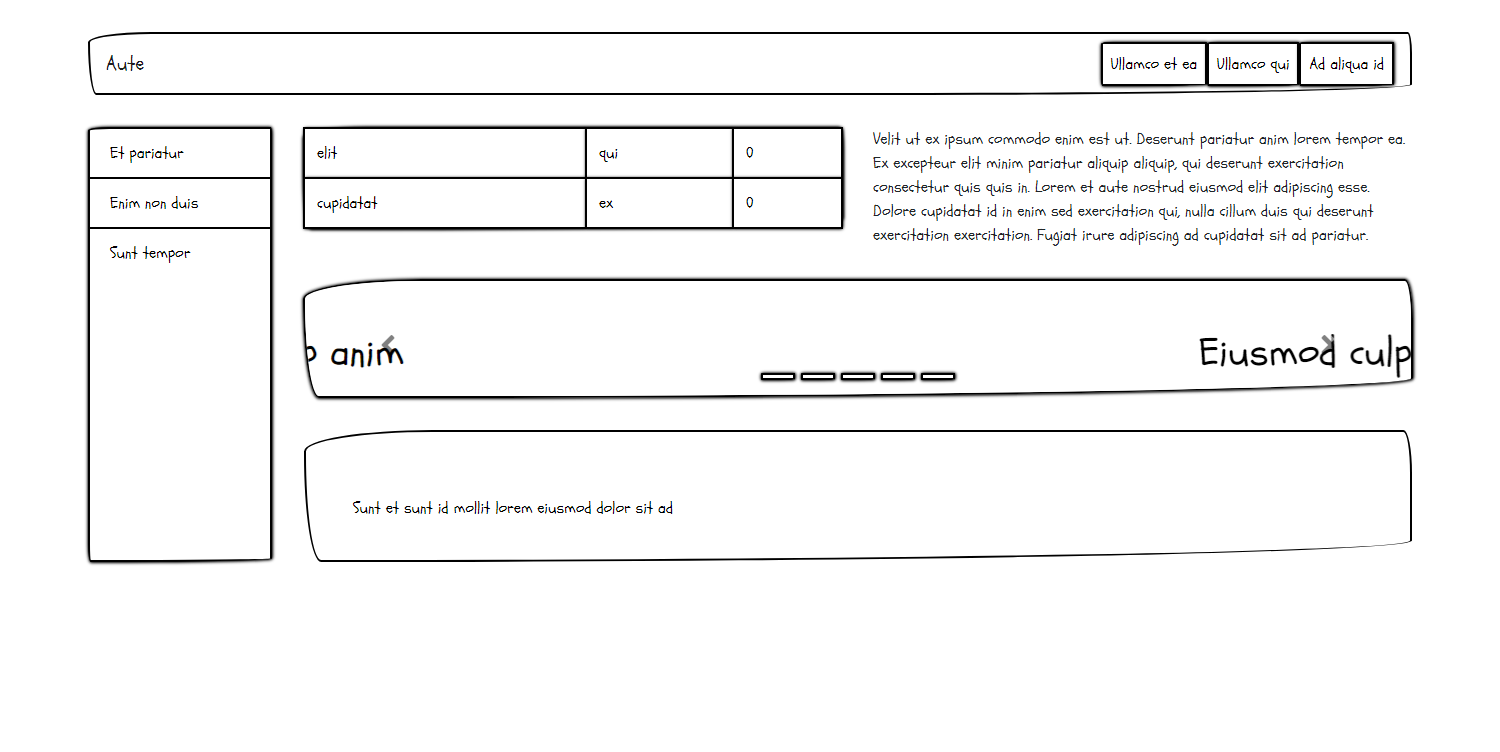 Aute
Ullamco et ea
Ullamco qui
Ad aliqua id
Et pariatur
Enim non duis
Sunt tempor
elit qui 0
cupidatat ex 0
Velit ut ex ipsum commodo enim est ut. Deserunt pariatur anim lorem tempor ea.
Ex excepteur elit minim pariatur aliquip aliquip, qui deserunt exercitation
consectetur quis quis in. Lorem et aute nostrud eiusmod elit adipiscing esse.
Dolore cupidatat id in enim sed exercitation qui, nulla cillum duis qui deserunt
exercitation exercitation. Fugiat irure adipiscing ad cupidatat sit ad pariatur.
anim
Eiusmod culp
Sunt et sunt id mollit lorem eiusmod dolor sit ad